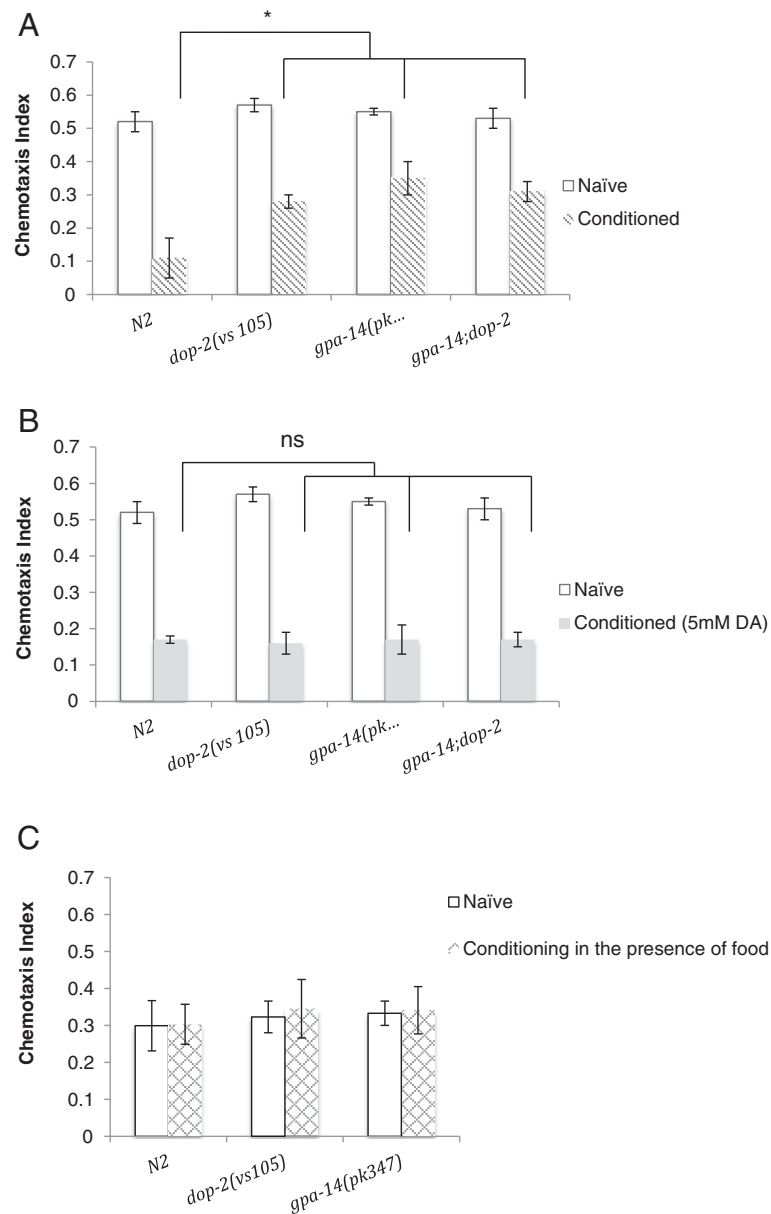 A
*
Chemotaxis Index
0.7
0.6
0.5
0.4
0.3
0.2
0.1
0
N2
dop-2(vs 105)
gpa-14(pk...
gpa-14;dop-2
Naïve
Conditioned
B
ns
Chemotaxis Index
0.7
0.6
0.5
0.4
0.3
0.2
0.1
0
N2
dop-2(vs 105)
gpa-14(pk...
gpa-14;dop-2
Naïve
Conditioned (5mM DA)
C
Chemotaxis Index
0.7
0.6
0.5
0.4
0.3
0.2
0.1
0
N2
dop-2(vs105)
gpa-14(pk347)
Naïve
Conditioning in the presence of food